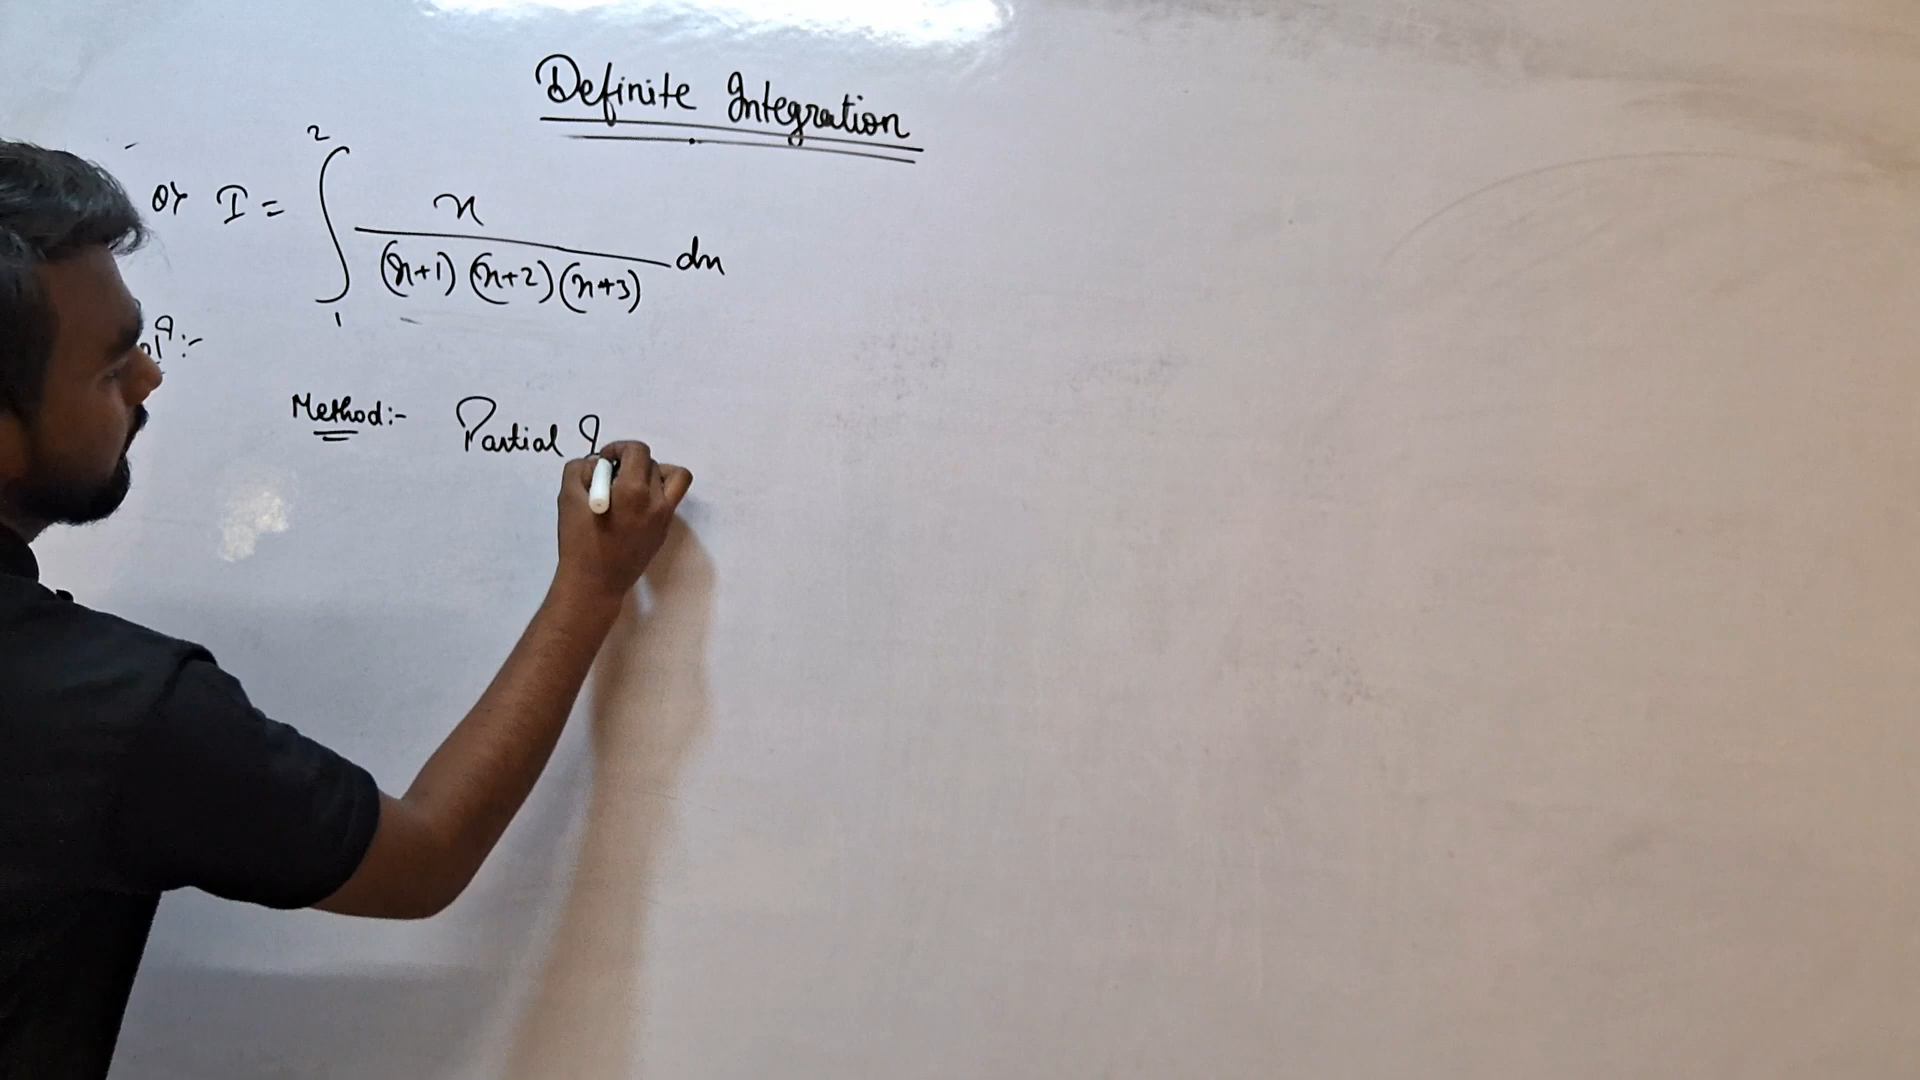 Definite Integration
or I = ∫₁² x / (x+1)(x+2)(x+3) dx
Method:- Partial